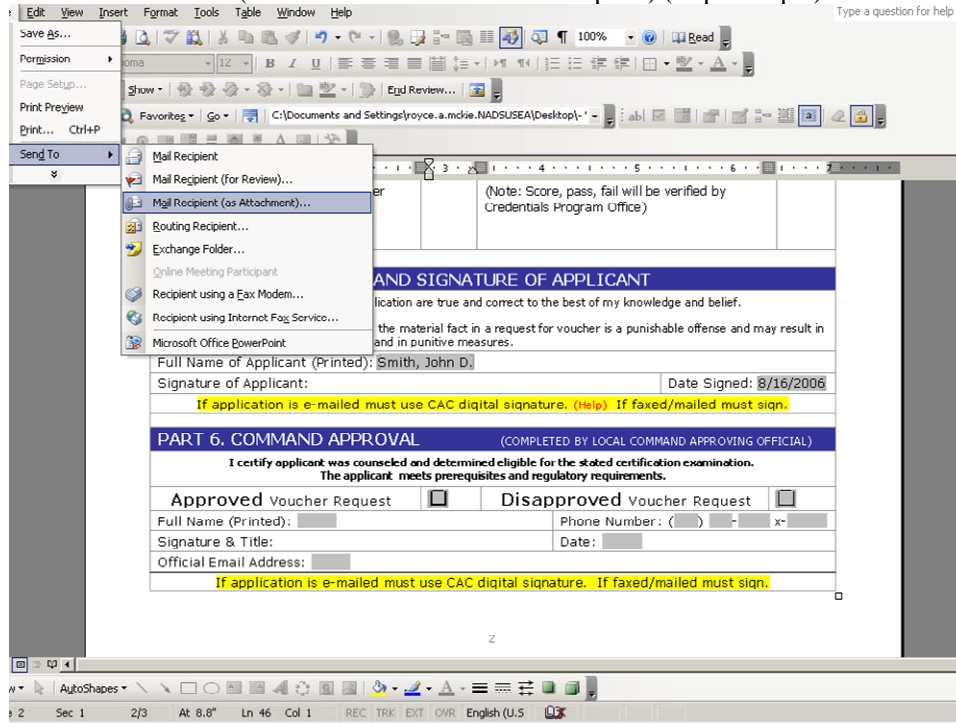 Edit View Insert Format Tools Table Window Help Type a question for help
Save As...
Permission
Page Setup...
Print Preview
Print... Ctrl+P
Send To
12 B I U
100% Read
Show End Review...
Favorites Go C:\Documents and Settings\royce.a.mckie.NADSUSEA\Desktop\-'
Mail Recipient
Mail Recipient (for Review)...
Mail Recipient (as Attachment)...
Routing Recipient...
Exchange Folder...
Online Meeting Participant
Recipient using a Fax Modem...
Recipient using Internet Fax Service...
Microsoft Office PowerPoint
3 4 5 6 7
er (Note: Score, pass, fail will be verified by
Credentials Program Office)
AND SIGNATURE OF APPLICANT
lication are true and correct to the best of my knowledge and belief.
the material fact in a request for voucher is a punishable offense and may result in
and in punitive measures.
Full Name of Applicant (Printed): Smith, John D.
Signature of Applicant: Date Signed: 8/16/2006
If application is e-mailed must use CAC digital signature. (Help) If faxed/mailed must sign.
PART 6. COMMAND APPROVAL (COMPLETED BY LOCAL COMMAND APPROVING OFFICIAL)
I certify applicant was counseled and determined eligible for the stated certification examination.
The applicant meets prerequisites and regulatory requirements.
Approved Voucher Request Disapproved Voucher Request
Full Name (Printed): Phone Number: ( ) - x-
Signature & Title: Date:
Official Email Address:
If application is e-mailed must use CAC digital signature. If faxed/mailed must sign.
2
AutoShapes
2 Sec 1 2/3 At 8.8" Ln 46 Col 1 REC TRK EXT OVR English (U.S